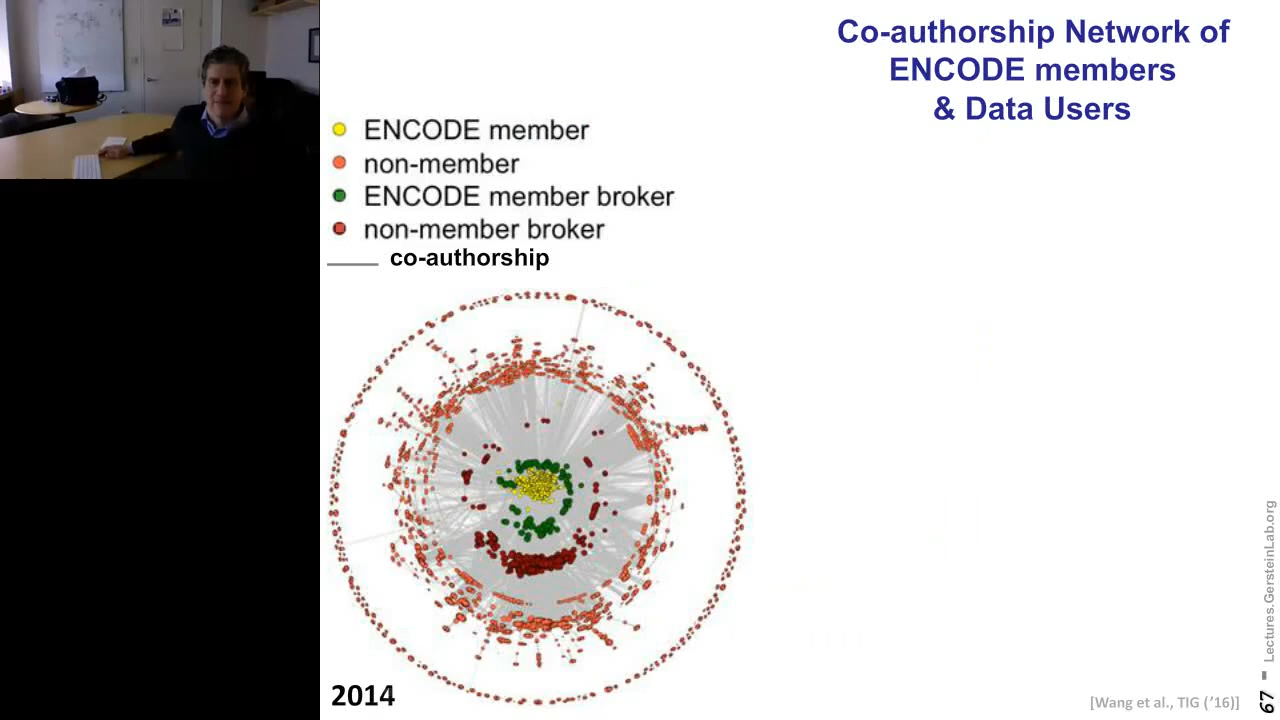 Co-authorship Network of
ENCODE members
& Data Users
ENCODE member
non-member
ENCODE member broker
non-member broker
co-authorship
2014
[Wang et al., TIG ('16)]
67 - Lectures.GersteinLab.org